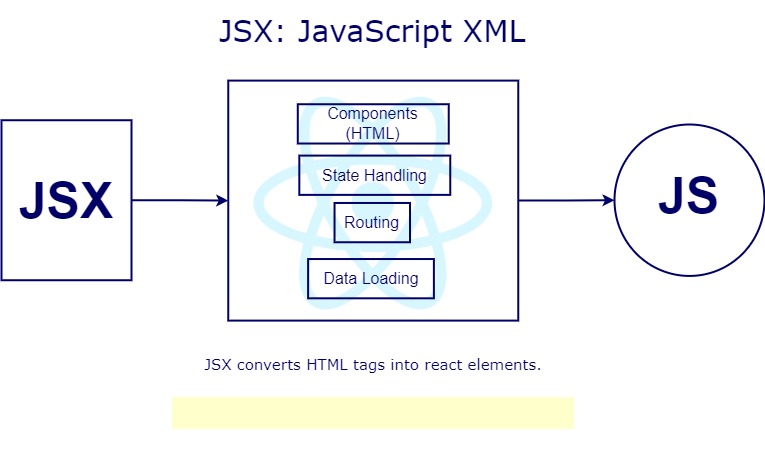 JSX: JavaScript XML
Components
(HTML)
State Handling
JSX
Routing
JS
Data Loading
JSX converts HTML tags into react elements.